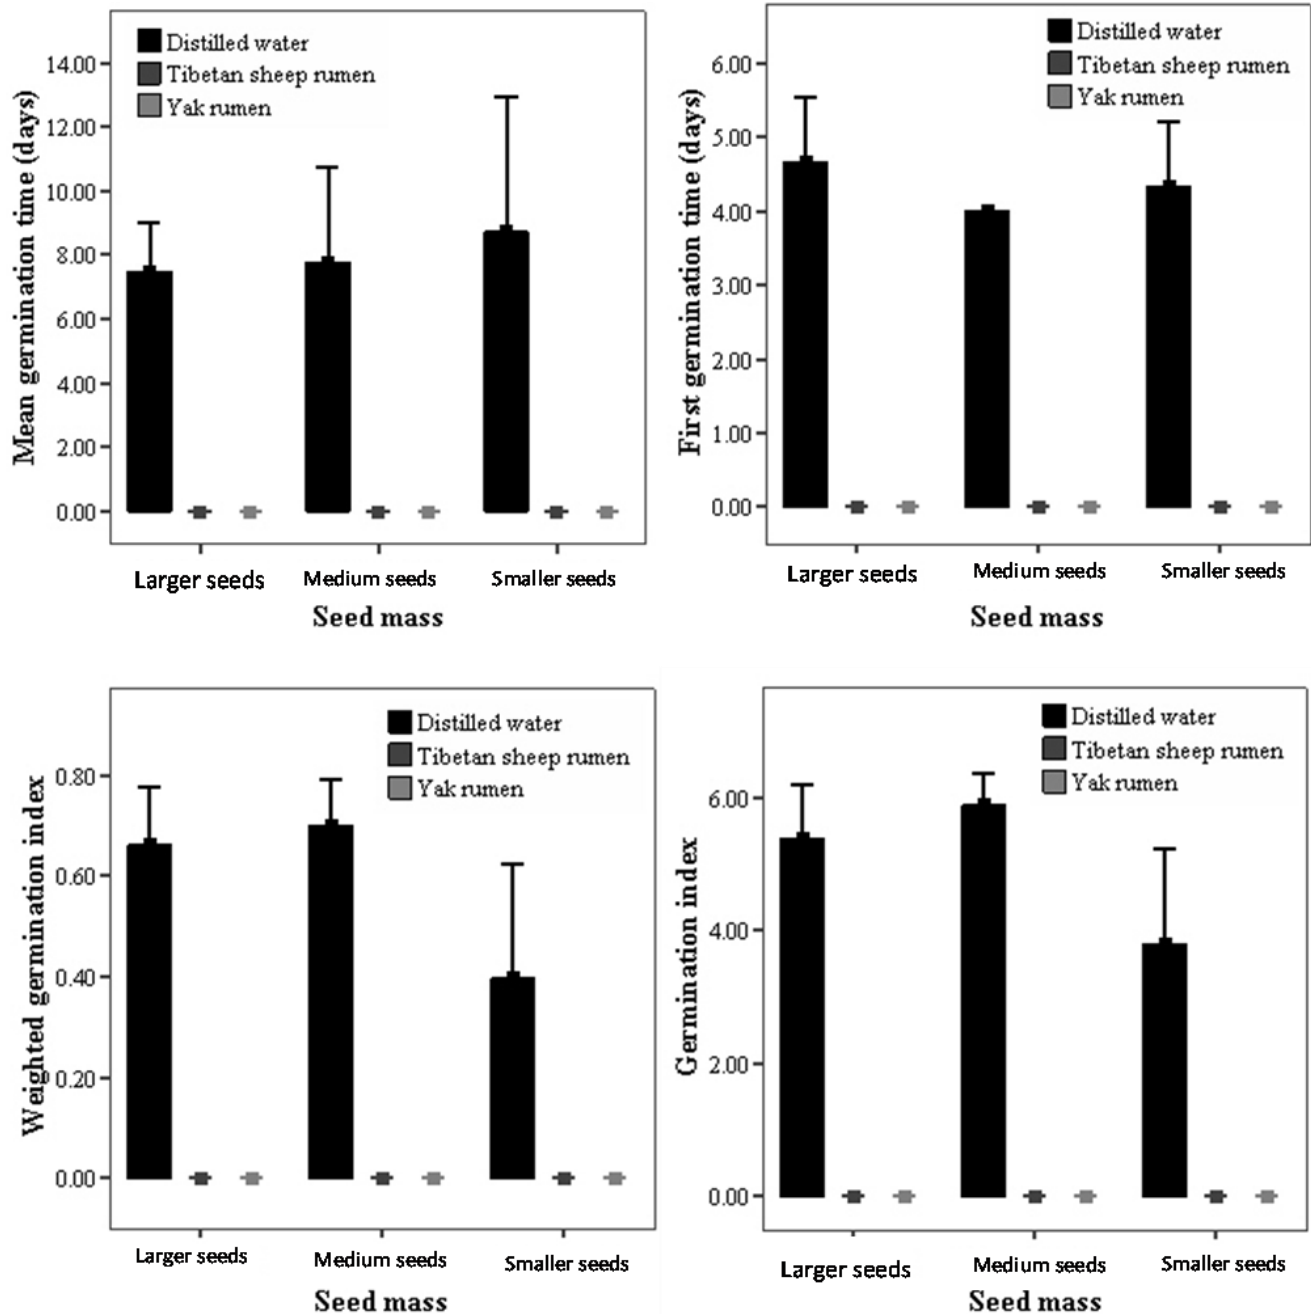 Distilled water
Tibetan sheep rumen
Yak rumen
Mean germination time (days)
14.00
12.00
10.00
8.00
6.00
4.00
2.00
0.00
Larger seeds Medium seeds Smaller seeds
Seed mass
Distilled water
Tibetan sheep rumen
Yak rumen
First germination time (days)
6.00
5.00
4.00
3.00
2.00
1.00
0.00
Larger seeds Medium seeds Smaller seeds
Seed mass
Distilled water
Tibetan sheep rumen
Yak rumen
Weighted germination index
0.80
0.60
0.40
0.20
0.00
Larger seeds Medium seeds Smaller seeds
Seed mass
Distilled water
Tibetan sheep rumen
Yak rumen
Germination index
6.00
4.00
2.00
0.00
Larger seeds Medium seeds Smaller seeds
Seed mass